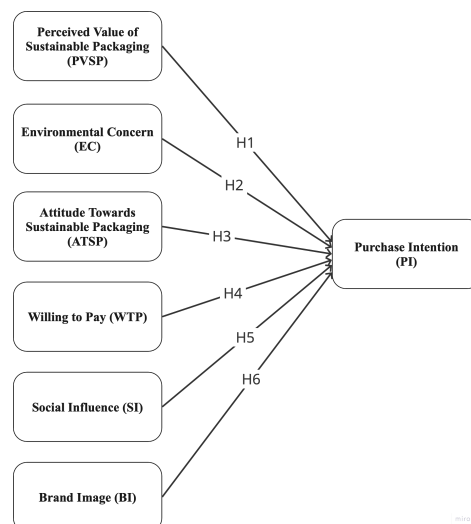 Perceived Value of
Sustainable Packaging
(PVSP)
H1
Environmental Concern
(EC)
H2
Attitude Towards
Sustainable Packaging
(ATSP)
H3
Purchase Intention
(PI)
Willing to Pay (WTP)
H4
H5
Social Influence (SI)
H6
Brand Image (BI)
miro